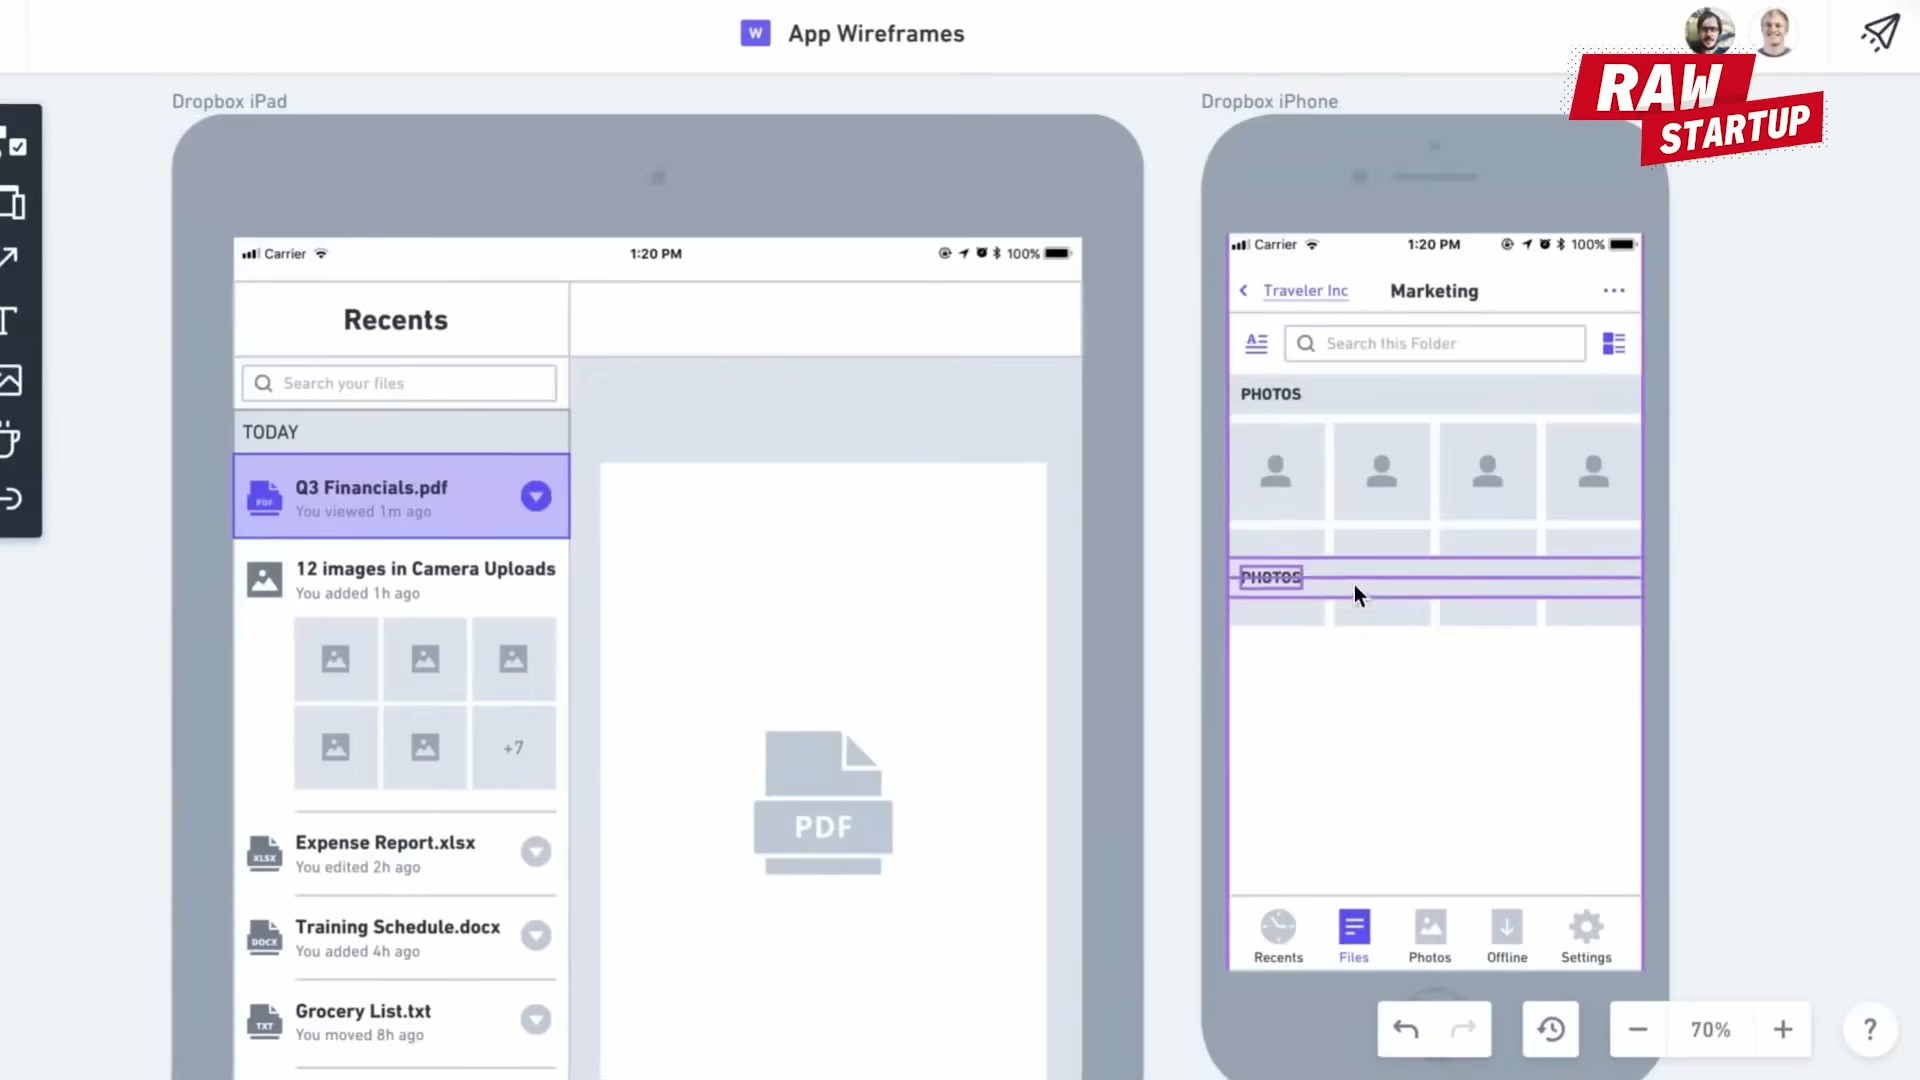 W App Wireframes
RAW
STARTUP
Dropbox iPad
Dropbox iPhone
Carrier 1:20 PM 100%
Recents
Search your files
TODAY
PDF
Q3 Financials.pdf
You viewed 1m ago
12 images in Camera Uploads
You added 1h ago
+7
XLSX
Expense Report.xlsx
You edited 2h ago
DOCX
Training Schedule.docx
You added 4h ago
TXT
Grocery List.txt
You moved 8h ago
PDF
Carrier 1:20 PM 100%
Traveler Inc Marketing ...
Search this Folder
PHOTOS
PHOTOS
Recents Files Photos Offline Settings
70% ?